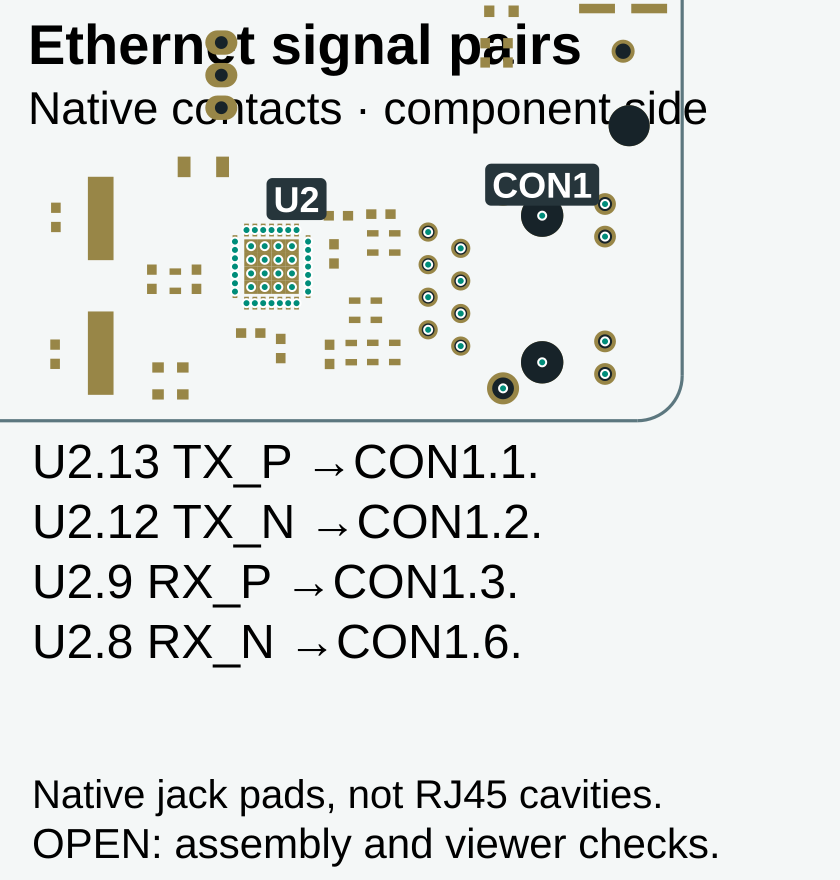 Ethernet signal pairs
Native contacts · component side
U2
CON1
U2.13 TX_P →CON1.1.
U2.12 TX_N →CON1.2.
U2.9 RX_P →CON1.3.
U2.8 RX_N →CON1.6.
Native jack pads, not RJ45 cavities.
OPEN: assembly and viewer checks.